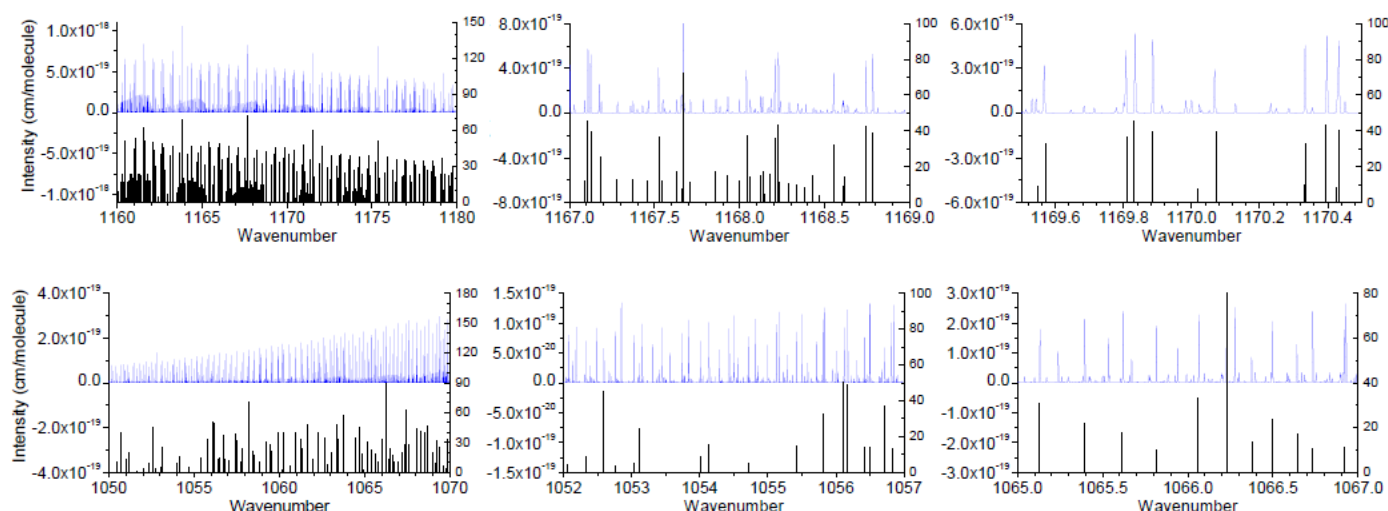 Intensity (cm/molecule)
1.0x10⁻¹⁸
5.0x10⁻¹⁹
0.0
-5.0x10⁻¹⁹
-1.0x10⁻¹⁸
150
120
90
60
30
0
1160 1165 1170 1175 1180
Wavenumber
8.0x10⁻¹⁹
4.0x10⁻¹⁹
0.0
-4.0x10⁻¹⁹
-8.0x10⁻¹⁹
100
80
60
40
20
0
1167.0 1167.5 1168.0 1168.5 1169.0
Wavenumber
6.0x10⁻¹⁹
3.0x10⁻¹⁹
0.0
-3.0x10⁻¹⁹
-6.0x10⁻¹⁹
100
80
60
40
20
0
1169.6 1169.8 1170.0 1170.2 1170.4
Wavenumber
Intensity (cm/molecule)
4.0x10⁻¹⁹
2.0x10⁻¹⁹
0.0
-2.0x10⁻¹⁹
-4.0x10⁻¹⁹
180
150
120
90
60
30
0
1050 1055 1060 1065 1070
Wavenumber
1.5x10⁻¹⁹
1.0x10⁻¹⁹
5.0x10⁻²⁰
0.0
-5.0x10⁻²⁰
-1.0x10⁻¹⁹
-1.5x10⁻¹⁹
100
80
60
40
20
0
1052 1053 1054 1055 1056 1057
Wavenumber
3.0x10⁻¹⁹
2.0x10⁻¹⁹
1.0x10⁻¹⁹
0.0
-1.0x10⁻¹⁹
-2.0x10⁻¹⁹
-3.0x10⁻¹⁹
80
60
40
20
0
1065.0 1065.5 1066.0 1066.5 1067.0
Wavenumber